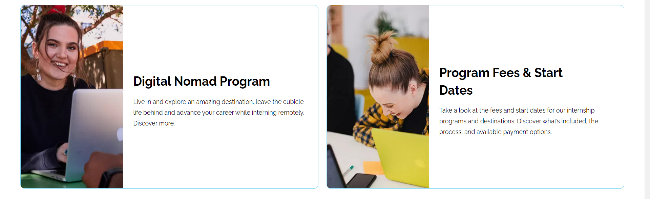 Digital Nomad Program
Live in and explore an amazing destination, leave the cubicle
life behind and advance your career while interning remotely.
Discover more.
Program Fees & Start
Dates
Take a look at the fees and start dates for our internship
programs and destinations. Discover what's included, the
process, and available payment options.